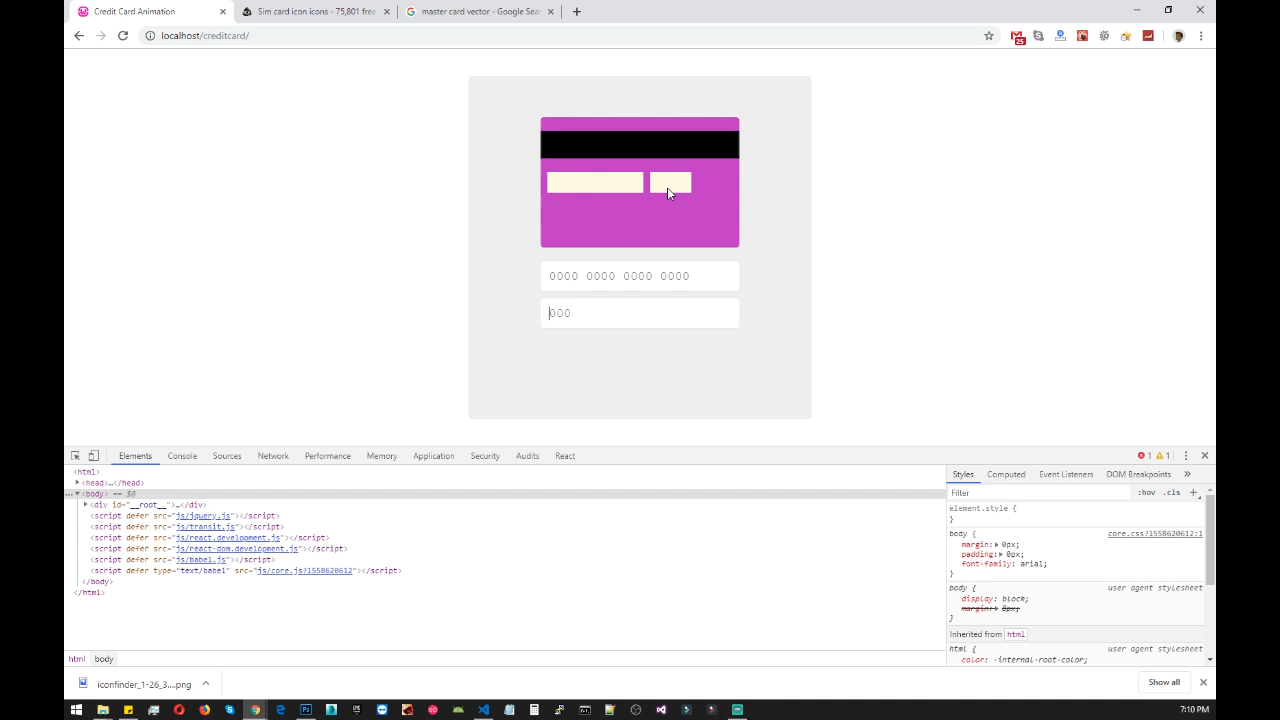 Credit Card Animation
Sim card icon icons - 75,801 free
master card vector - Google Sea
localhost/creditcard/
25
0000 0000 0000 0000
000
Elements Console Sources Network Performance Memory Application Security Audits React
1 1
<html>
<head>…</head>
<body> == $0
<div id="__root__">…</div>
<script defer src="js/jquery.js"></script>
<script defer src="js/transit.js"></script>
<script defer src="js/react.development.js"></script>
<script defer src="js/react-dom.development.js"></script>
<script defer src="js/babel.js"></script>
<script defer type="text/babel" src="js/core.js?1558620612"></script>
</body>
</html>
html body
Styles Computed Event Listeners DOM Breakpoints »
Filter :hov .cls +
element.style {
}
body { core.css?1558620612:1
margin: 0px;
padding: 0px;
font-family: arial;
}
body { user agent stylesheet
display: block;
margin: 8px;
}
Inherited from html
html { user agent stylesheet
color: -internal-root-color;
iconfinder_1-26_3....png
Show all
7:10 PM